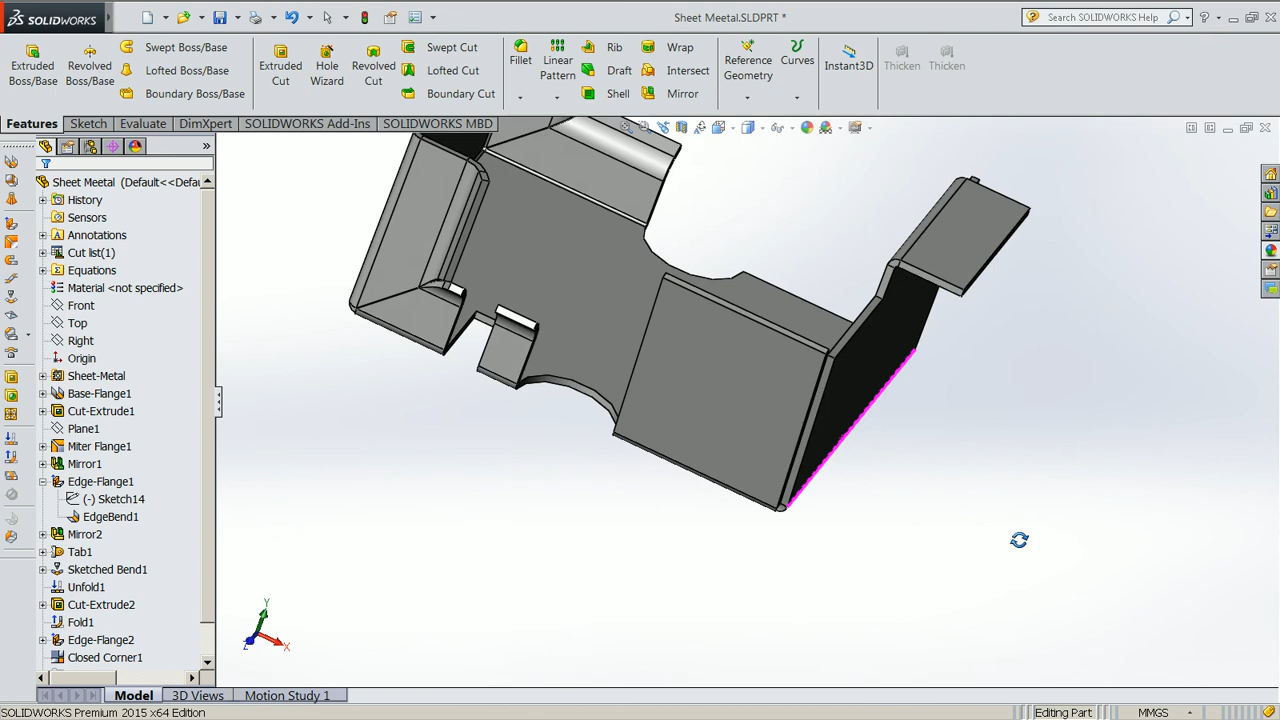 SOLIDWORKS
Sheet Meetal.SLDPRT *
Search SOLIDWORKS Help
Extruded Boss/Base
Revolved Boss/Base
Swept Boss/Base
Lofted Boss/Base
Boundary Boss/Base
Extruded Cut
Hole Wizard
Revolved Cut
Swept Cut
Lofted Cut
Boundary Cut
Fillet
Linear Pattern
Rib
Draft
Shell
Wrap
Intersect
Mirror
Reference Geometry
Curves
Instant3D
Thicken
Thicken
Features
Sketch
Evaluate
DimXpert
SOLIDWORKS Add-Ins
SOLIDWORKS MBD
Sheet Meetal (Default<<Defau
History
Sensors
Annotations
Cut list(1)
Equations
Material <not specified>
Front
Top
Right
Origin
Sheet-Metal
Base-Flange1
Cut-Extrude1
Plane1
Miter Flange1
Mirror1
Edge-Flange1
(-) Sketch14
EdgeBend1
Mirror2
Tab1
Sketched Bend1
Unfold1
Cut-Extrude2
Fold1
Edge-Flange2
Closed Corner1
Y
X
Z
Model
3D Views
Motion Study 1
SOLIDWORKS Premium 2015 x64 Edition
Editing Part
MMGS